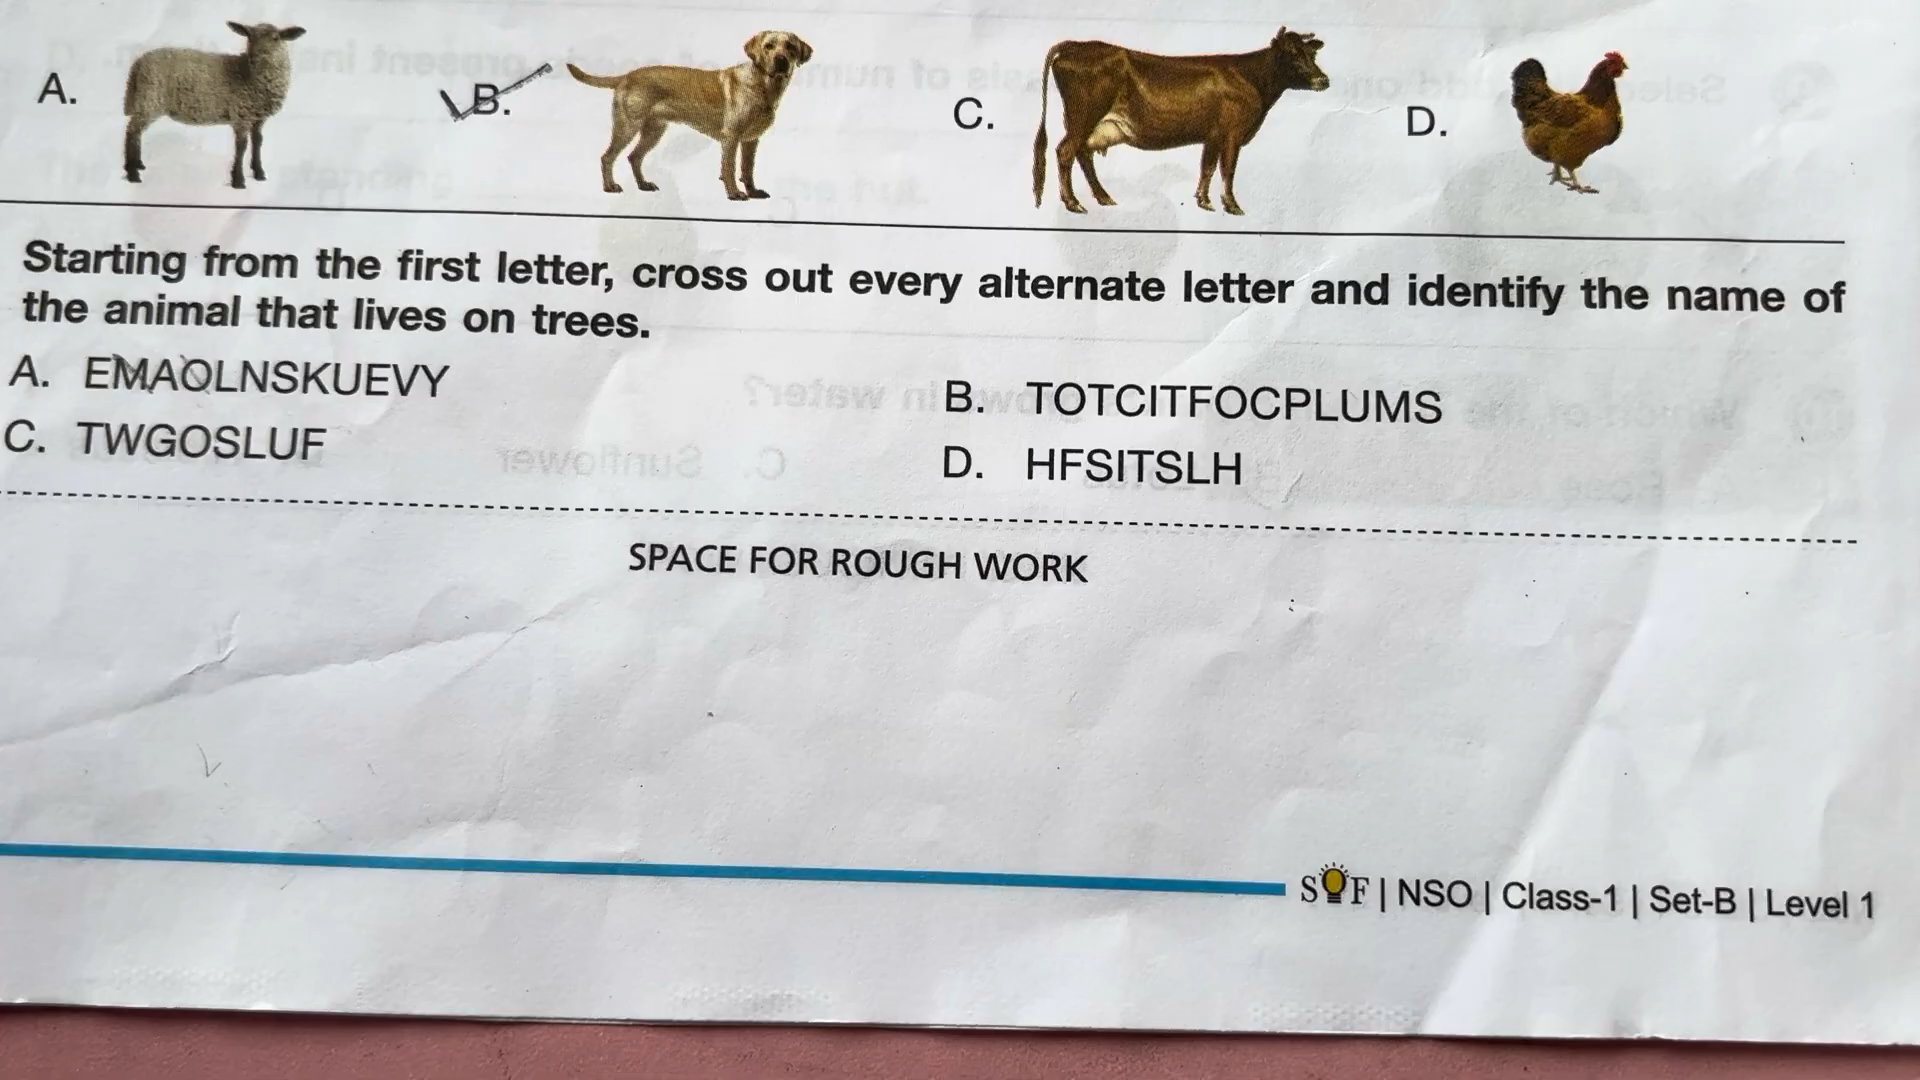 A. B. C. D.
Starting from the first letter, cross out every alternate letter and identify the name of
the animal that lives on trees.
A. EMAOLNSKUEVY B. TOTCITFOCPLUMS
C. TWGOSLUF D. HFSITSLH
SPACE FOR ROUGH WORK
SOF | NSO | Class-1 | Set-B | Level 1